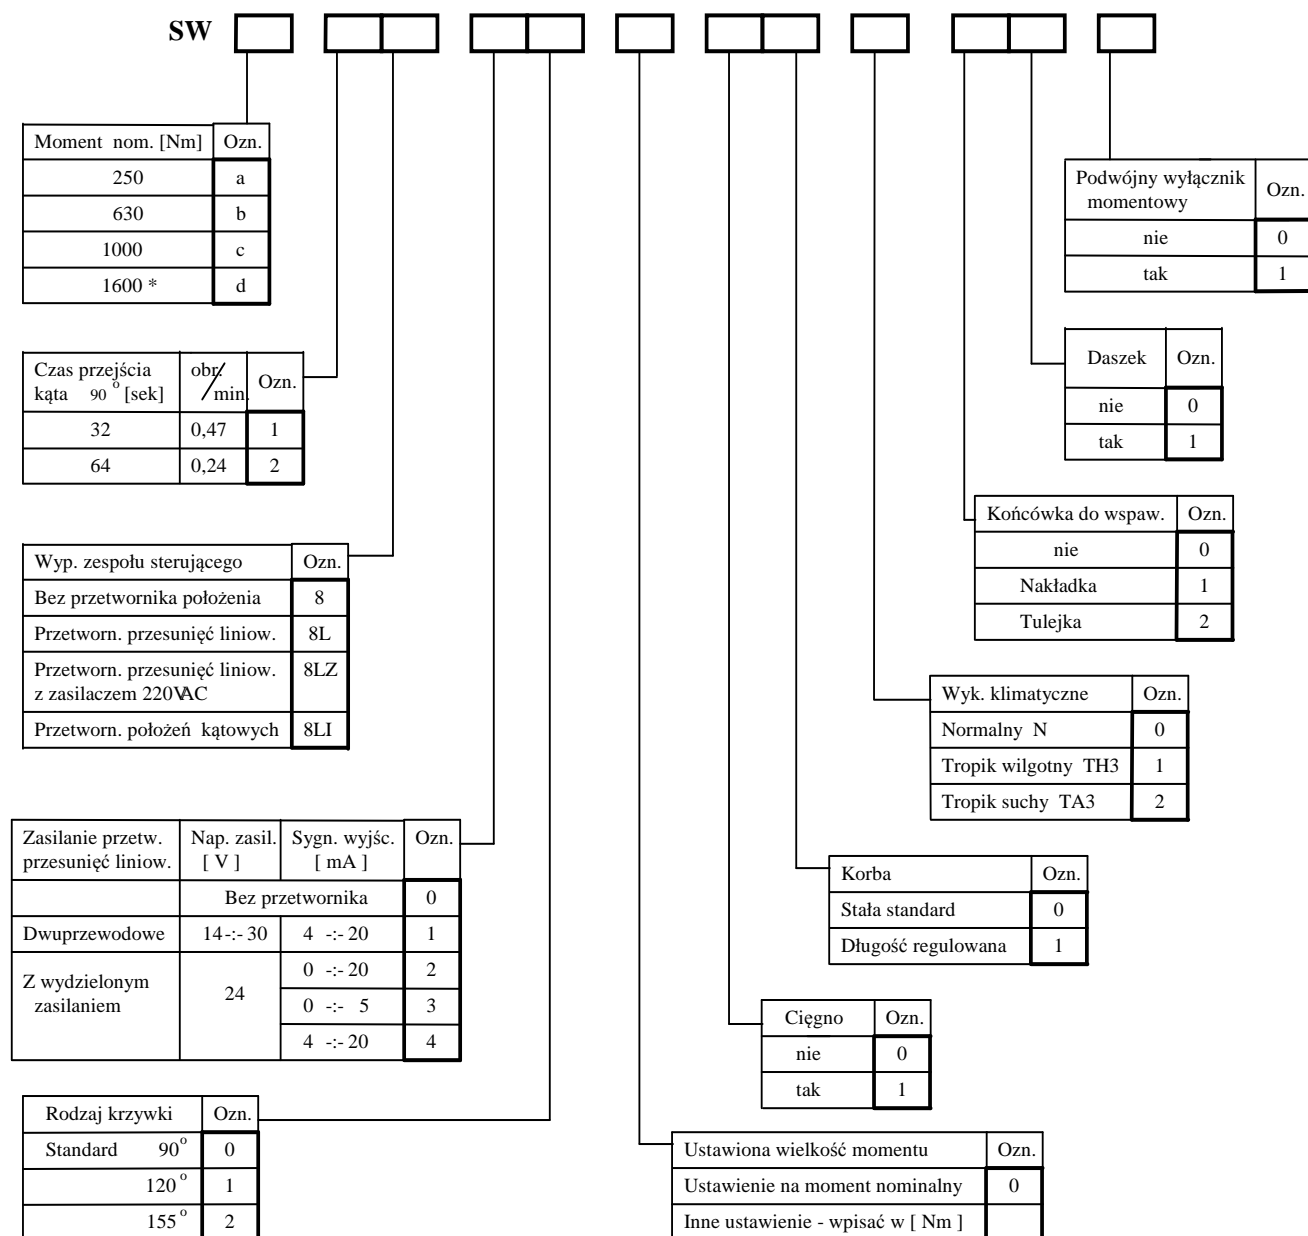 SW
Moment nom. [Nm] Ozn.
250 a
630 b
1000 c
1600 * d
Czas przejścia kąta 90 o [sek] obr/min. Ozn.
32 0,47 1
64 0,24 2
Wyp. zespołu sterującego Ozn.
Bez przetwornika położenia 8
Przetworn. przesunięć liniow. 8L
Przetworn. przesunięć liniow. 8LZ
z zasilaczem 220VAC
Przetworn. położeń kątowych 8LI
Zasilanie przetw. Nap. zasil. Sygn. wyjśc. Ozn.
przesunięć liniow. [ V ] [ mA ]
Bez przetwornika 0
Dwuprzewodowe 14-:- 30 4 -:- 20 1
Z wydzielonym zasilaniem 24 0 -:- 20 2
0 -:- 5 3
4 -:- 20 4
Rodzaj krzywki Ozn.
Standard 90o 0
120 o 1
155 o 2
Podwójny wyłącznik momentowy Ozn.
nie 0
tak 1
Daszek Ozn.
nie 0
tak 1
Końcówka do wspaw. Ozn.
nie 0
Nakładka 1
Tulejka 2
Wyk. klimatyczne Ozn.
Normalny N 0
Tropik wilgotny TH3 1
Tropik suchy TA3 2
Korba Ozn.
Stała standard 0
Długość regulowana 1
Cięgno Ozn.
nie 0
tak 1
Ustawiona wielkość momentu Ozn.
Ustawienie na moment nominalny 0
Inne ustawienie - wpisać w [ Nm ]